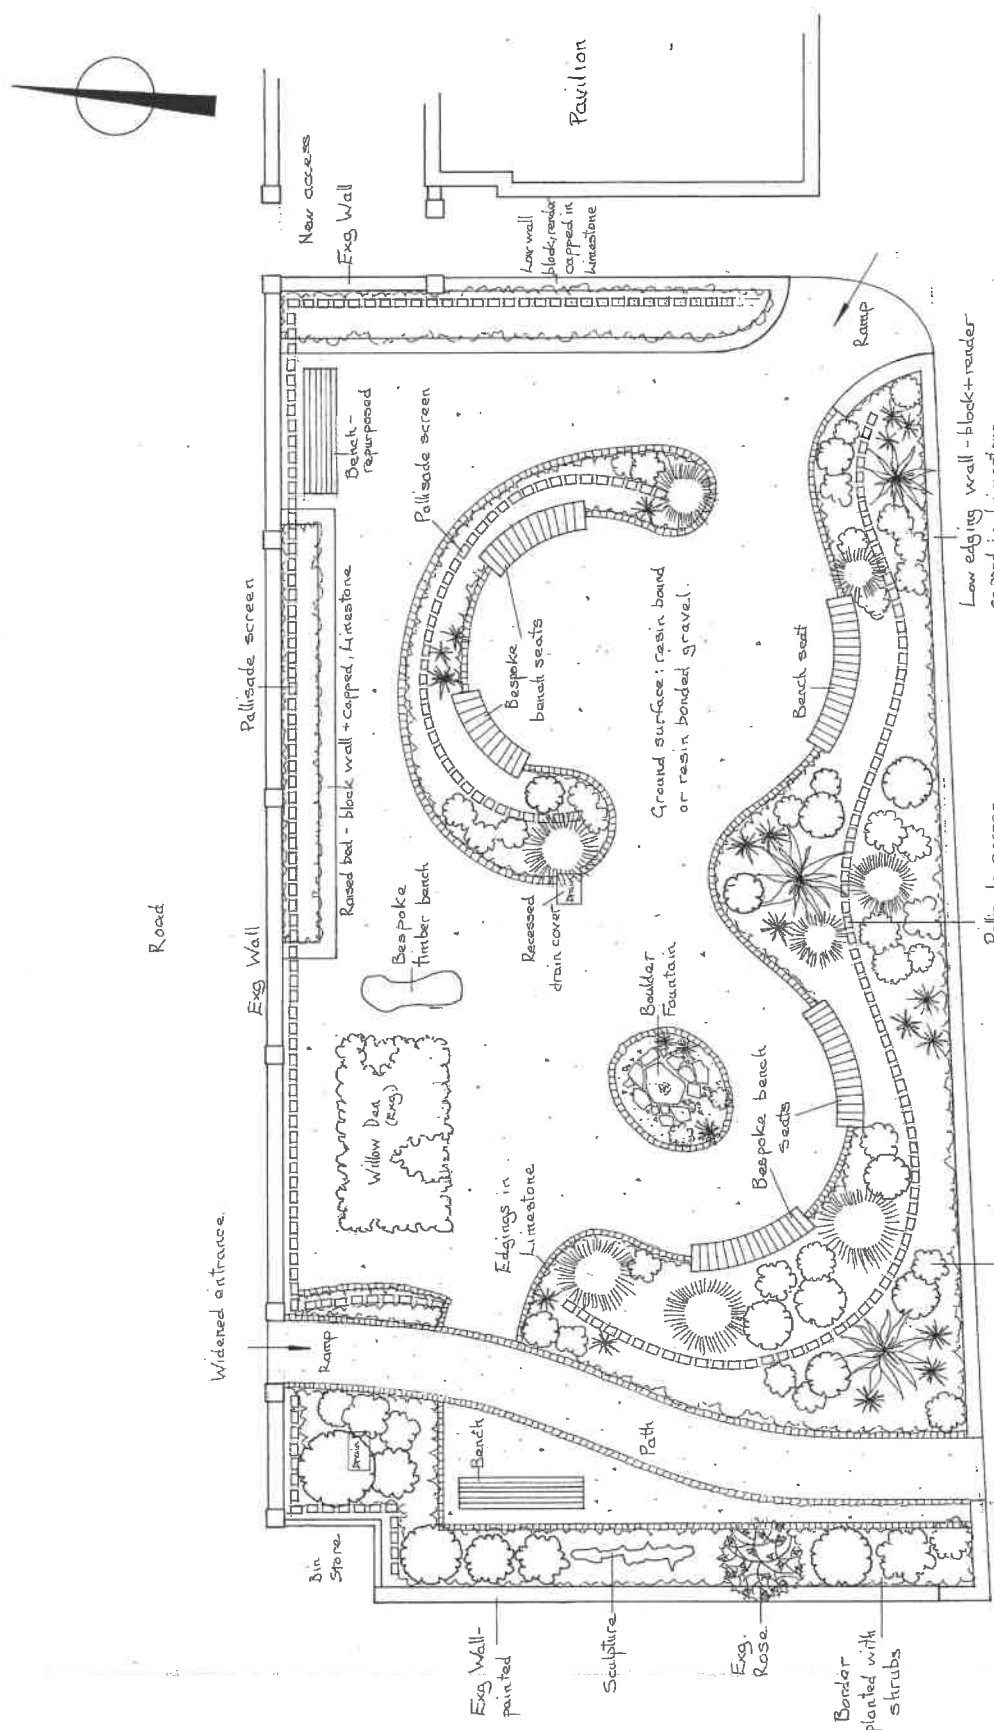 Road
Widened entrance
Exg Wall
Pallisade screen
New access
Exg Wall
Pavilion
Low wall
block, render
capped in
limestone
Bin
Store
Drain
Ramp
Willow Den
(Exg)
Raised bed - block wall + capped, limestone
Bench -
repurposed
Bespoke
timber bench
Pallisade screen
Bench
Path
Edgings in
Limestone
Recessed
drain cover
Drain
Bespoke
bench seats
Boulder
Fountain
Ground surface: resin bound
or resin bonded gravel.
Ramp
Exg Wall-
painted
Sculpture
Exg.
Rose
Border
planted with
shrubs
Bespoke bench
seats
Bench seat
Low edging wall - block + render